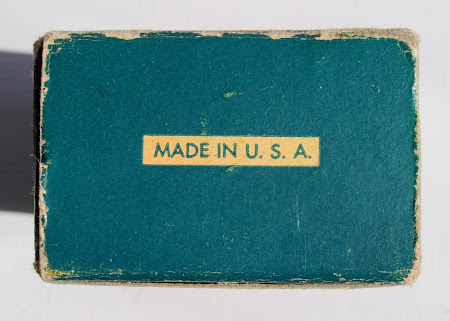 MADE IN U. S. A.